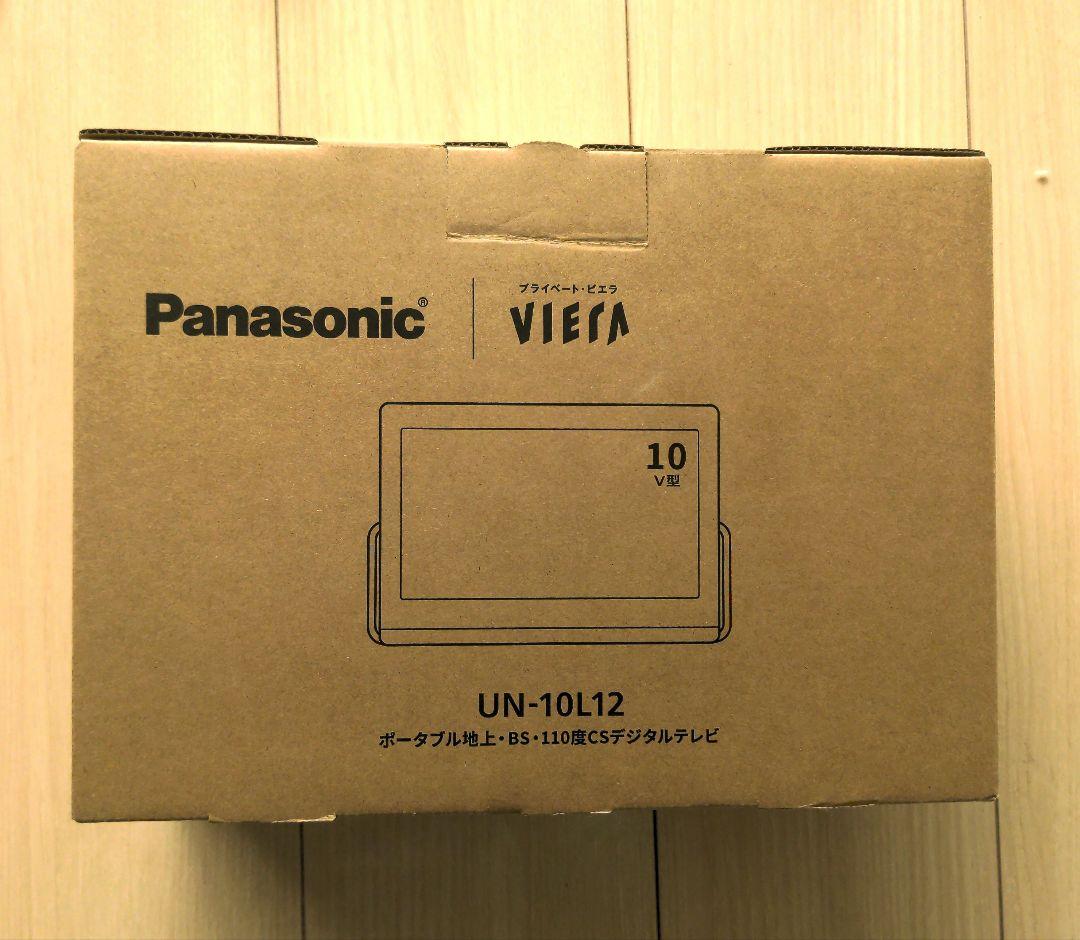 Panasonic®
プライベート・ビエラ
VIERA
10
V型
UN-10L12
ポータブル地上・BS・110度CSデジタルテレビ